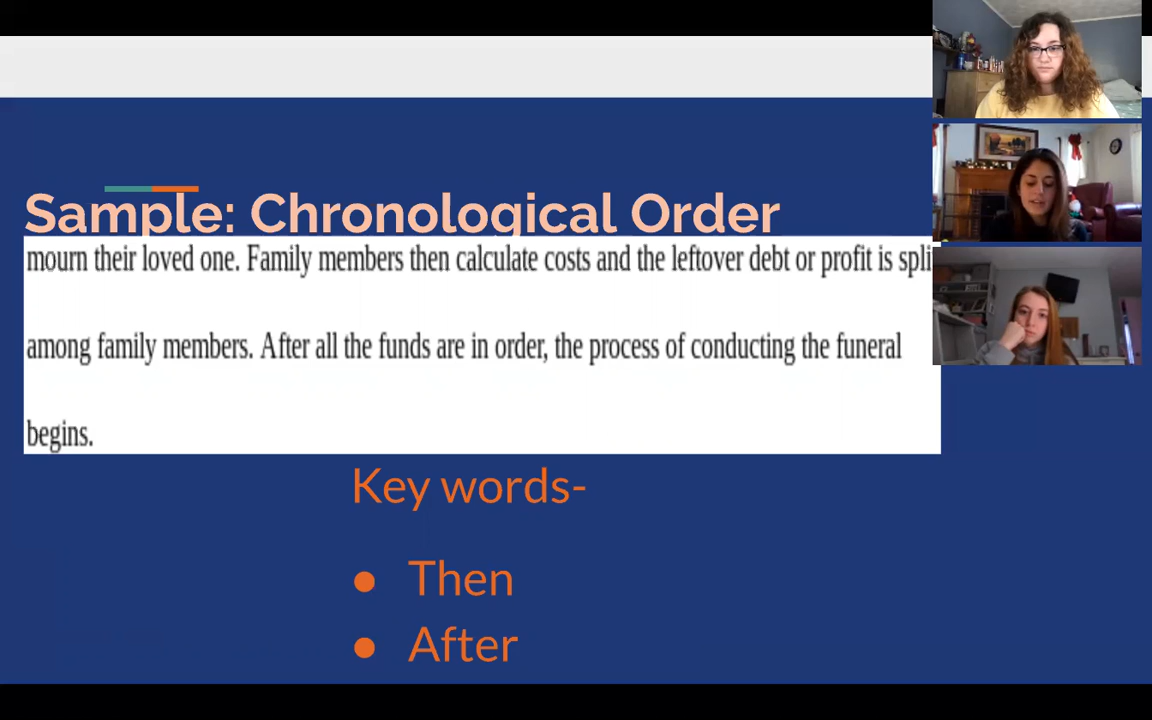 Sample: Chronological Order
mourn their loved one. Family members then calculate costs and the leftover debt or profit is spli
among family members. After all the funds are in order, the process of conducting the funeral
begins.
Key words-
● Then
● After